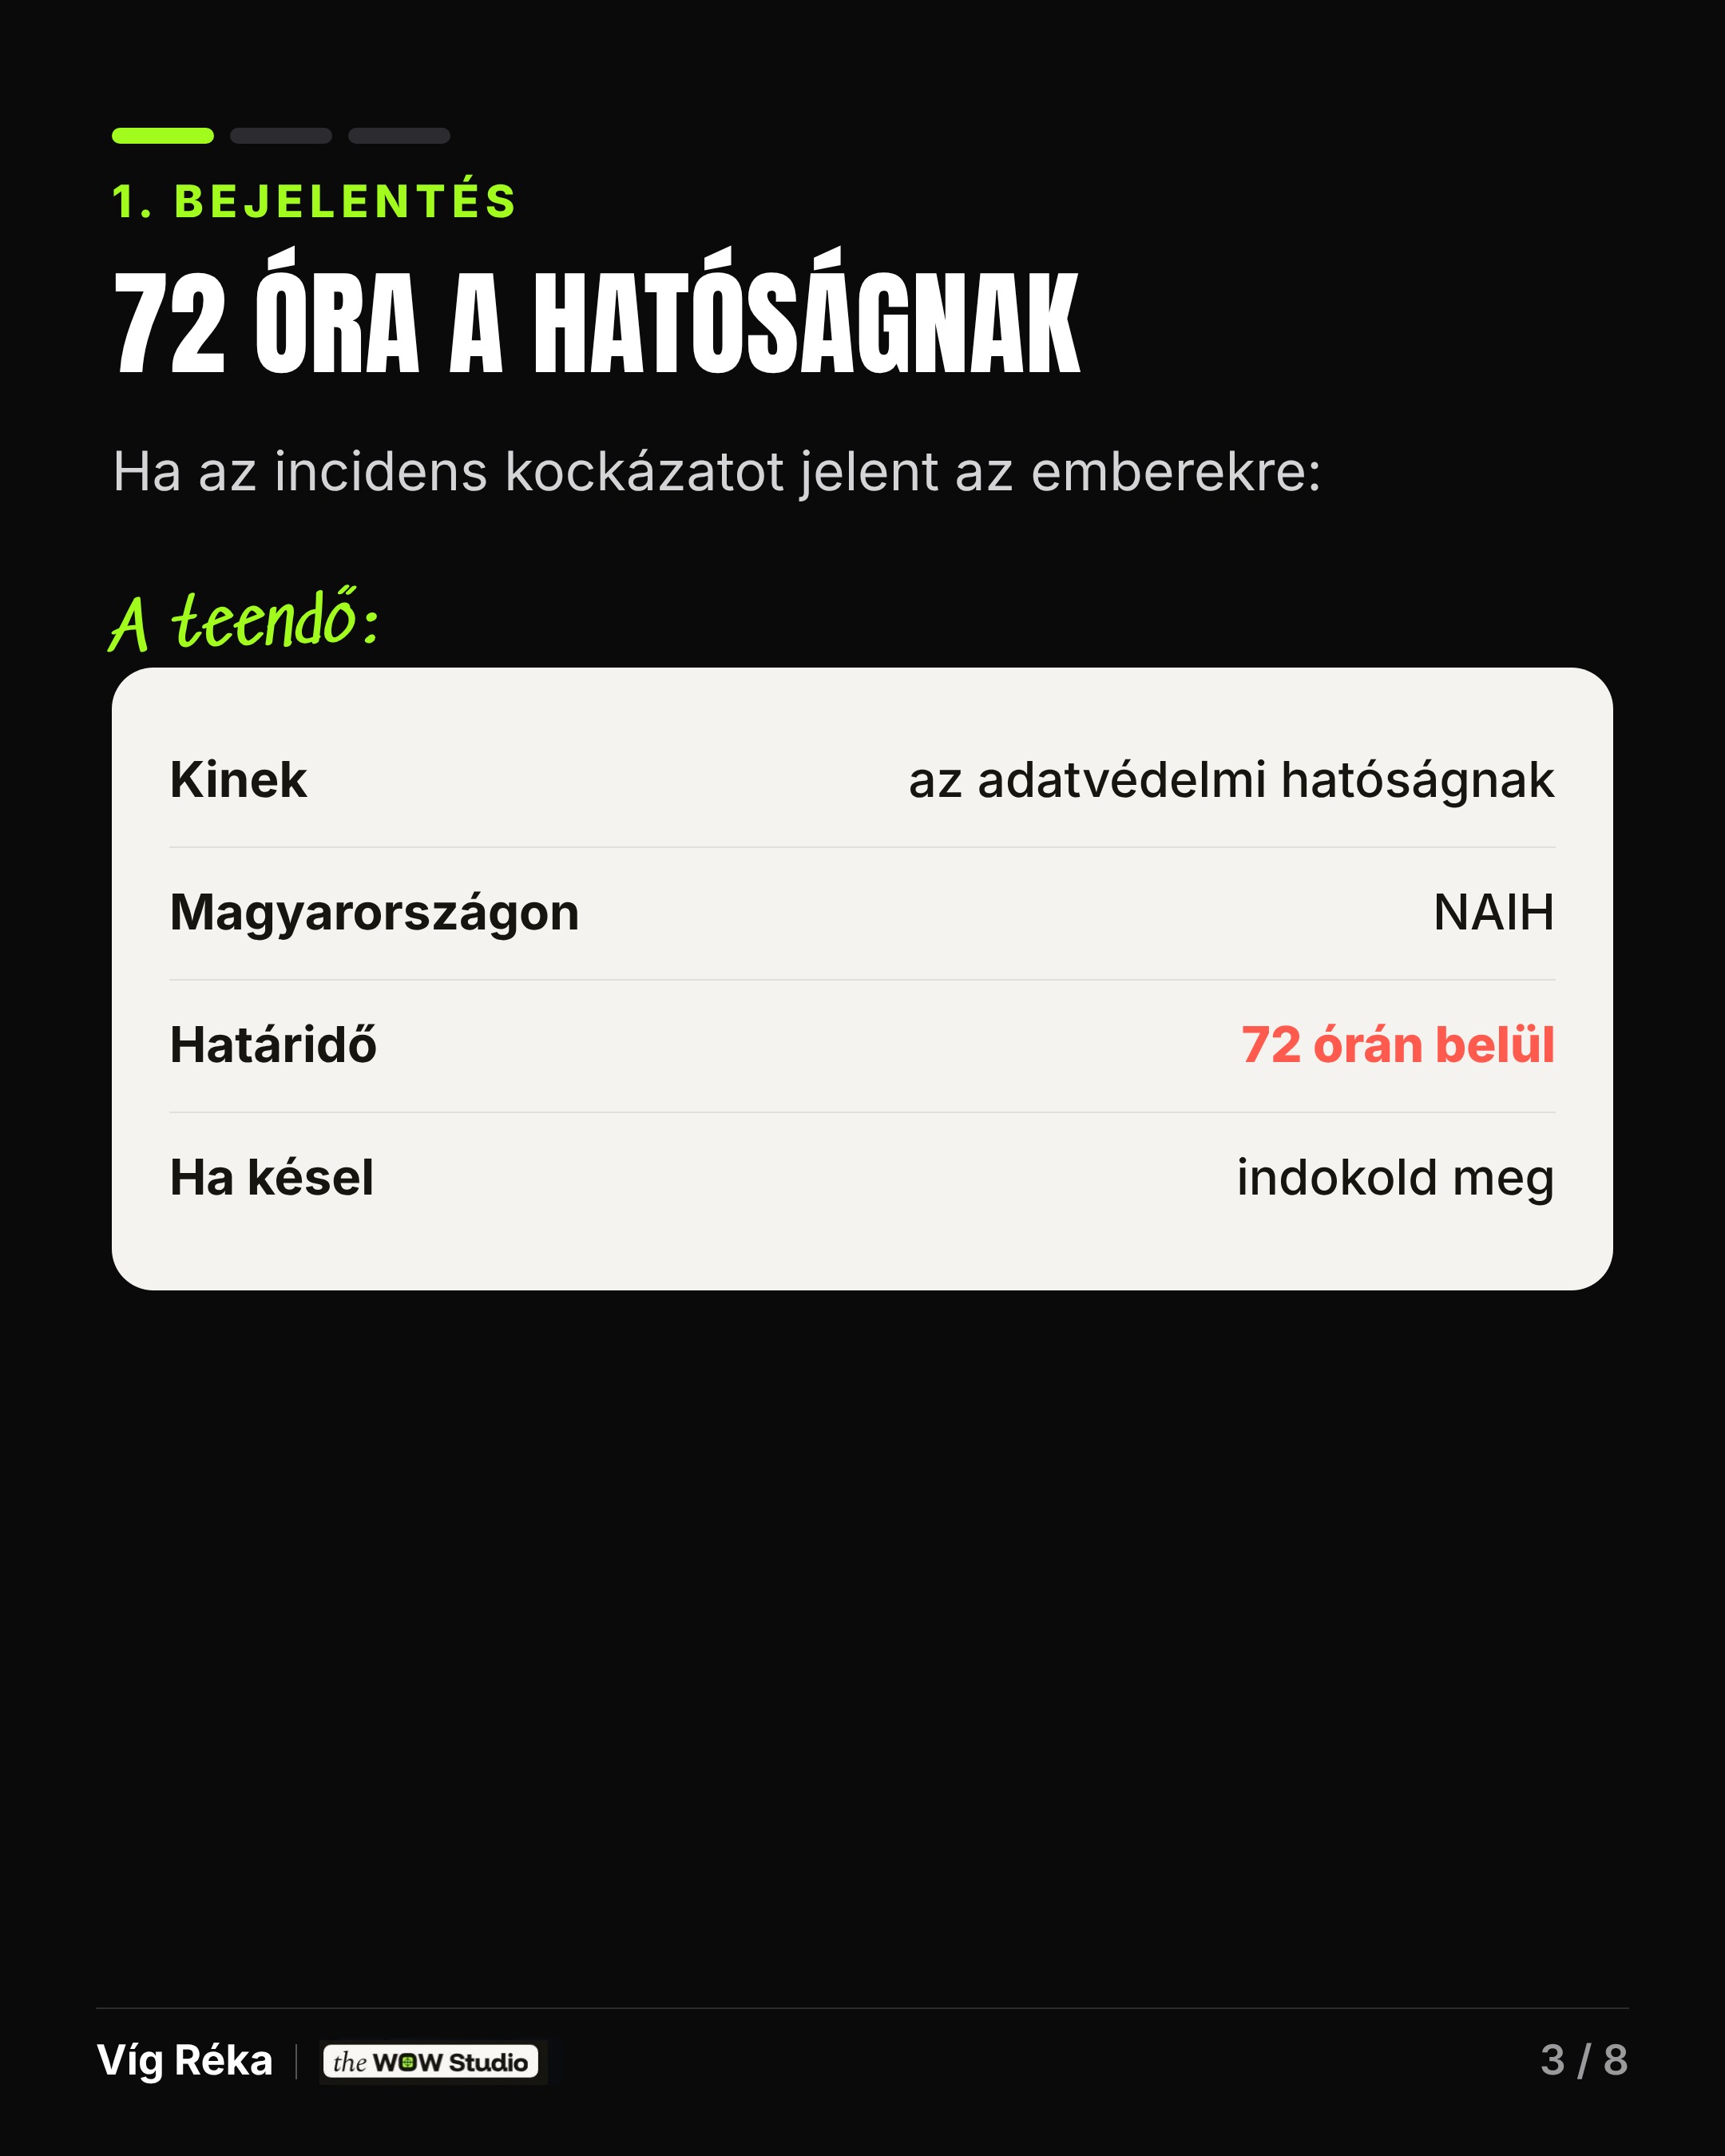 1. BEJELENTÉS
72 ÓRA A HATÓSÁGNAK
Ha az incidens kockázatot jelent az emberekre:
A teendő:
Kinek az adatvédelmi hatóságnak
Magyarországon NAIH
Határidő 72 órán belül
Ha késel indokold meg
Víg Réka the WOW Studio 3 / 8